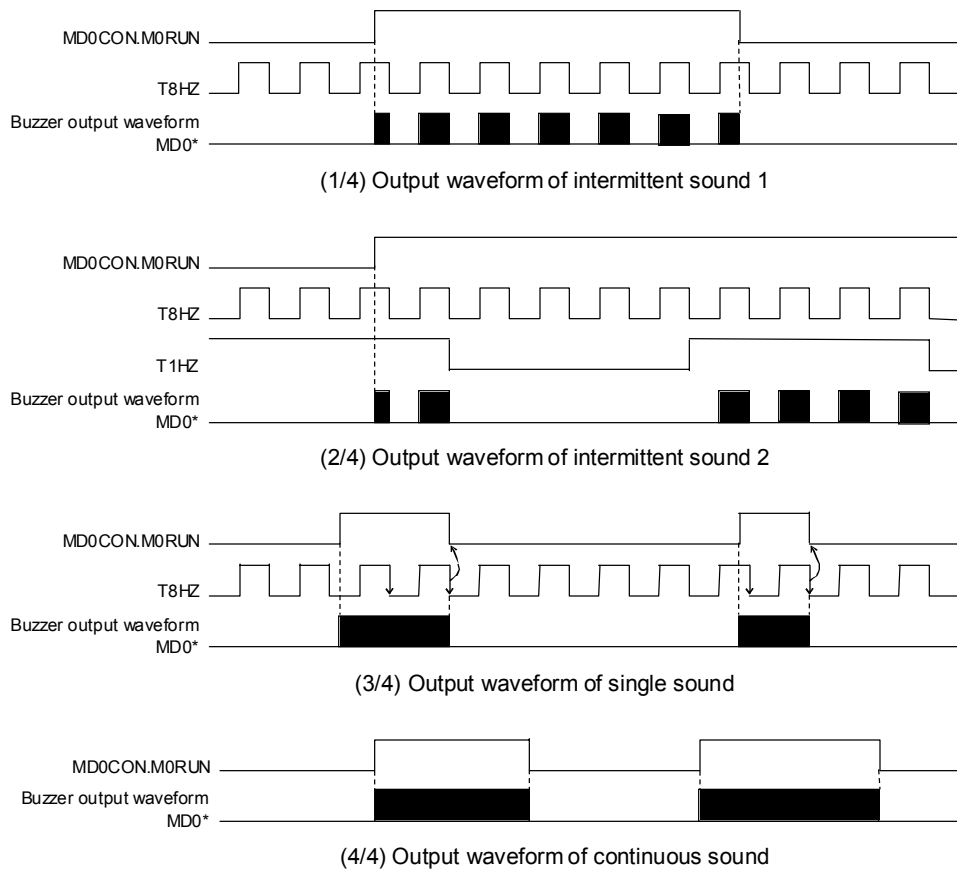 MD0CON.M0RUN
T8HZ
Buzzer output waveform
MD0*
(1/4) Output waveform of intermittent sound 1
MD0CON.M0RUN
T8HZ
T1HZ
Buzzer output waveform
MD0*
(2/4) Output waveform of intermittent sound 2
MD0CON.M0RUN
T8HZ
Buzzer output waveform
MD0*
(3/4) Output waveform of single sound
MD0CON.M0RUN
Buzzer output waveform
MD0*
(4/4) Output waveform of continuous sound